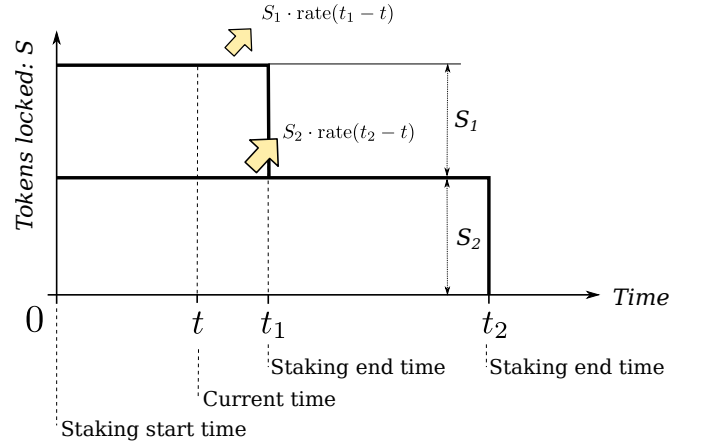 S₁ · rate(t₁ − t)
Tokens locked: S
S₁
S₂ · rate(t₂ − t)
S₂
Time
0
t
t₁
t₂
Staking end time
Staking end time
Current time
Staking start time